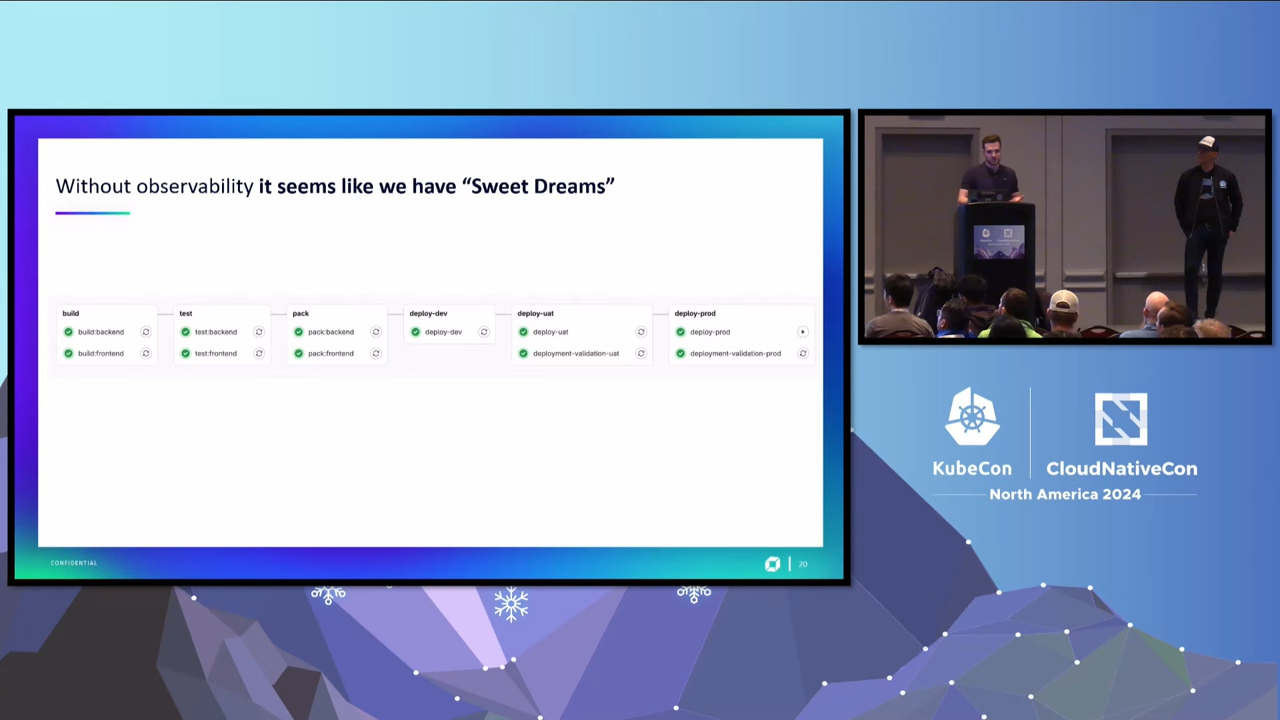 Without observability it seems like we have “Sweet Dreams”
build
build:backend
build:frontend
test
test:backend
test:frontend
pack
pack:backend
pack:frontend
deploy-dev
deploy-dev
deploy-uat
deploy-uat
deployment-validation-uat
deploy-prod
deploy-prod
deployment-validation-prod
CONFIDENTIAL
20
KubeCon
CloudNativeCon
North America 2024